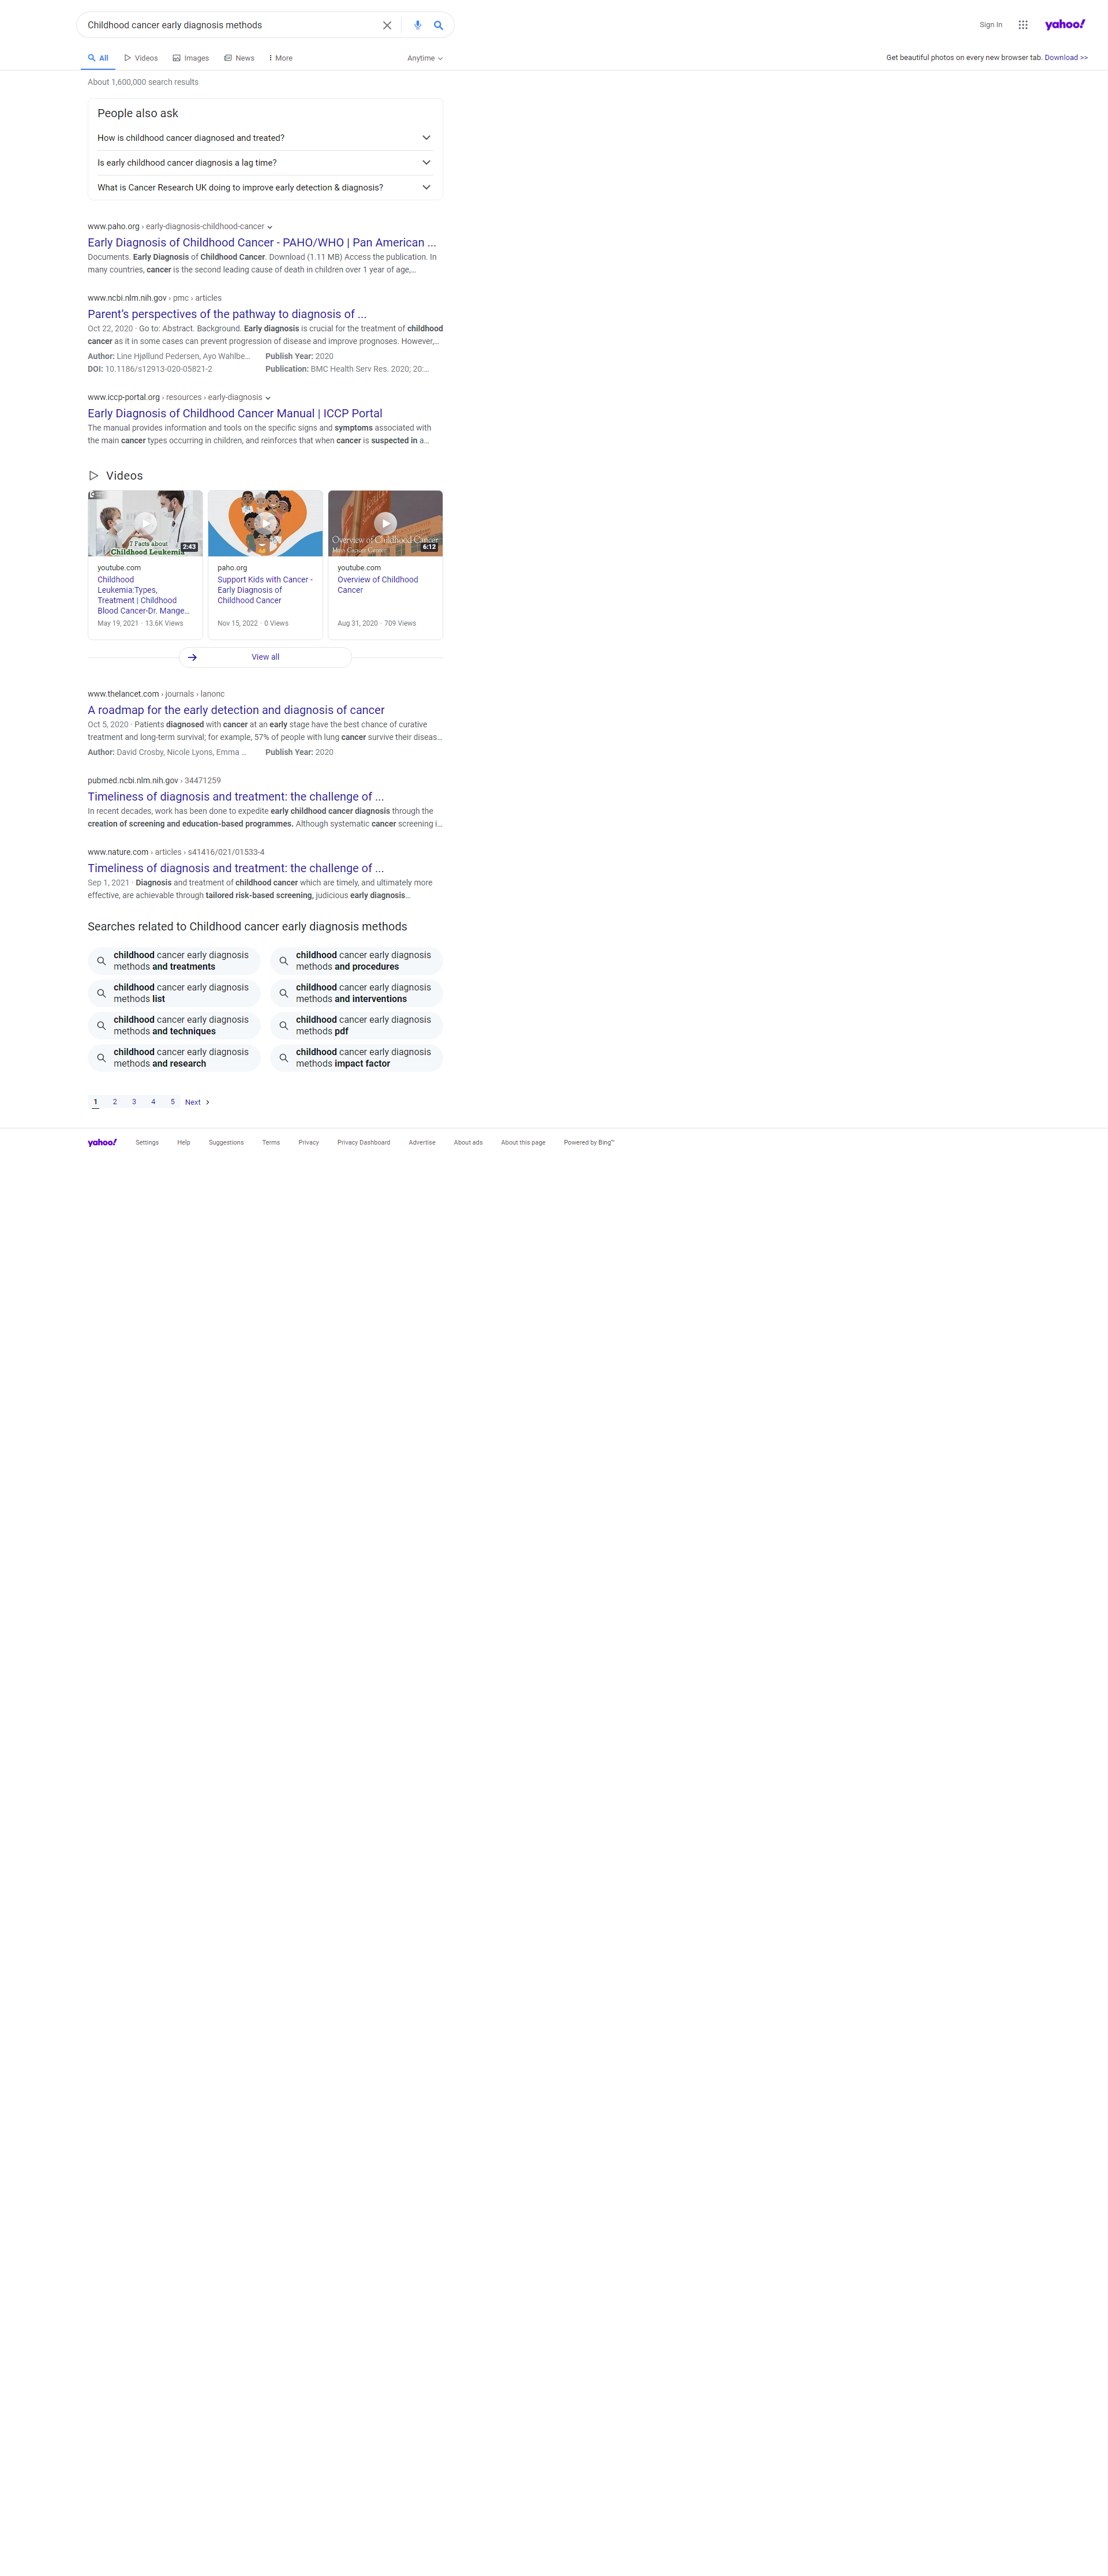 Childhood cancer early diagnosis methods
Sign In
yahoo!
All
Videos
Images
News
More
Anytime
Get beautiful photos on every new browser tab. Download >>
About 1,600,000 search results
People also ask
How is childhood cancer diagnosed and treated?
Is early childhood cancer diagnosis a lag time?
What is Cancer Research UK doing to improve early detection & diagnosis?
www.paho.org › early-diagnosis-childhood-cancer
Early Diagnosis of Childhood Cancer - PAHO/WHO | Pan American ...
Documents. Early Diagnosis of Childhood Cancer. Download (1.11 MB) Access the publication. In
many countries, cancer is the second leading cause of death in children over 1 year of age,...
www.ncbi.nlm.nih.gov › pmc › articles
Parent’s perspectives of the pathway to diagnosis of ...
Oct 22, 2020 · Go to: Abstract. Background. Early diagnosis is crucial for the treatment of childhood
cancer as it in some cases can prevent progression of disease and improve prognoses. However,...
Author: Line Hjøllund Pedersen, Ayo Wahlbe... Publish Year: 2020
DOI: 10.1186/s12913-020-05821-2 Publication: BMC Health Serv Res. 2020; 20:...
www.iccp-portal.org › resources › early-diagnosis
Early Diagnosis of Childhood Cancer Manual | ICCP Portal
The manual provides information and tools on the specific signs and symptoms associated with
the main cancer types occurring in children, and reinforces that when cancer is suspected in a...
Videos
7 Facts about
Childhood Leukemia
2:43
Overview of Childhood Cancer
6:12
youtube.com
Childhood
Leukemia:Types,
Treatment | Childhood
Blood Cancer-Dr. Mange...
May 19, 2021 · 13.6K Views
paho.org
Support Kids with Cancer -
Early Diagnosis of
Childhood Cancer
Nov 15, 2022 · 0 Views
youtube.com
Overview of Childhood
Cancer
Aug 31, 2020 · 709 Views
View all
www.thelancet.com › journals › lanonc
A roadmap for the early detection and diagnosis of cancer
Oct 5, 2020 · Patients diagnosed with cancer at an early stage have the best chance of curative
treatment and long-term survival; for example, 57% of people with lung cancer survive their diseas...
Author: David Crosby, Nicole Lyons, Emma ... Publish Year: 2020
pubmed.ncbi.nlm.nih.gov › 34471259
Timeliness of diagnosis and treatment: the challenge of ...
In recent decades, work has been done to expedite early childhood cancer diagnosis through the
creation of screening and education-based programmes. Although systematic cancer screening i...
www.nature.com › articles › s41416/021/01533-4
Timeliness of diagnosis and treatment: the challenge of ...
Sep 1, 2021 · Diagnosis and treatment of childhood cancer which are timely, and ultimately more
effective, are achievable through tailored risk-based screening, judicious early diagnosis...
Searches related to Childhood cancer early diagnosis methods
childhood cancer early diagnosis
methods and treatments
childhood cancer early diagnosis
methods and procedures
childhood cancer early diagnosis
methods list
childhood cancer early diagnosis
methods and interventions
childhood cancer early diagnosis
methods and techniques
childhood cancer early diagnosis
methods pdf
childhood cancer early diagnosis
methods and research
childhood cancer early diagnosis
methods impact factor
1 2 3 4 5 Next
yahoo! Settings Help Suggestions Terms Privacy Privacy Dashboard Advertise About ads About this page Powered by Bing™